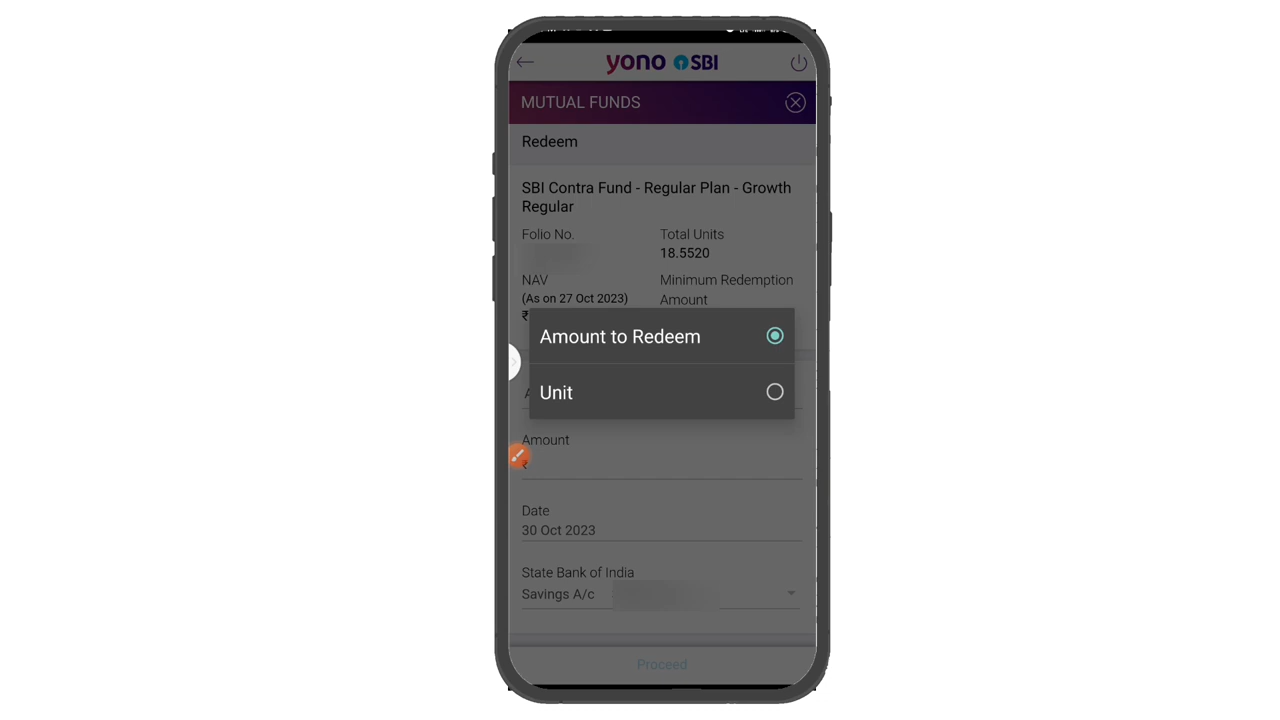 yono SBI
MUTUAL FUNDS
Redeem
SBI Contra Fund - Regular Plan - Growth
Regular
Folio No.
Total Units
18.5520
NAV
(As on 27 Oct 2023)
₹
Minimum Redemption
Amount
Amount to Redeem
Unit
Amount
₹
Date
30 Oct 2023
State Bank of India
Savings A/c
Proceed